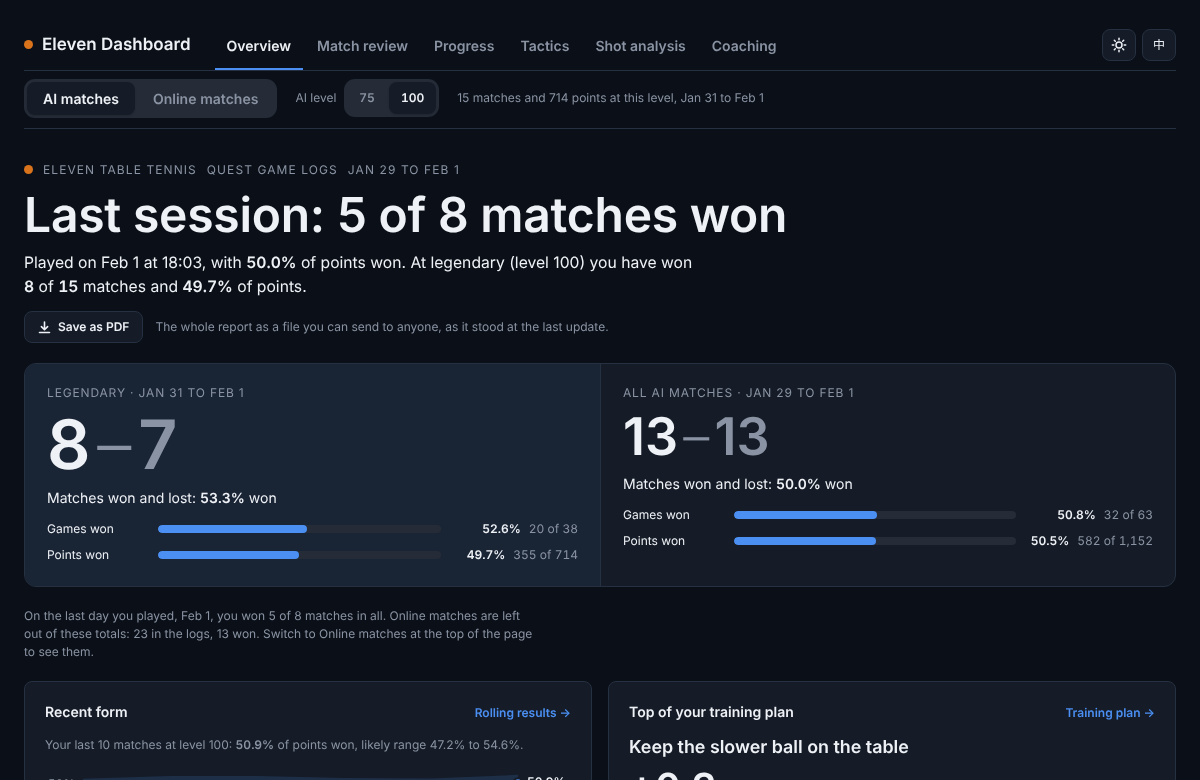 Eleven Dashboard
Overview
Match review
Progress
Tactics
Shot analysis
Coaching
中
AI matches
Online matches
AI level
75
100
15 matches and 714 points at this level, Jan 31 to Feb 1
ELEVEN TABLE TENNIS QUEST GAME LOGS JAN 29 TO FEB 1
Last session: 5 of 8 matches won
Played on Feb 1 at 18:03, with 50.0% of points won. At legendary (level 100) you have won
8 of 15 matches and 49.7% of points.
Save as PDF
The whole report as a file you can send to anyone, as it stood at the last update.
LEGENDARY · JAN 31 TO FEB 1
8–7
Matches won and lost: 53.3% won
Games won 52.6% 20 of 38
Points won 49.7% 355 of 714
ALL AI MATCHES · JAN 29 TO FEB 1
13–13
Matches won and lost: 50.0% won
Games won 50.8% 32 of 63
Points won 50.5% 582 of 1,152
On the last day you played, Feb 1, you won 5 of 8 matches in all. Online matches are left
out of these totals: 23 in the logs, 13 won. Switch to Online matches at the top of the page
to see them.
Recent form
Rolling results →
Your last 10 matches at level 100: 50.9% of points won, likely range 47.2 to 54.6%.
Top of your training plan
Training plan →
Keep the slower ball on the table